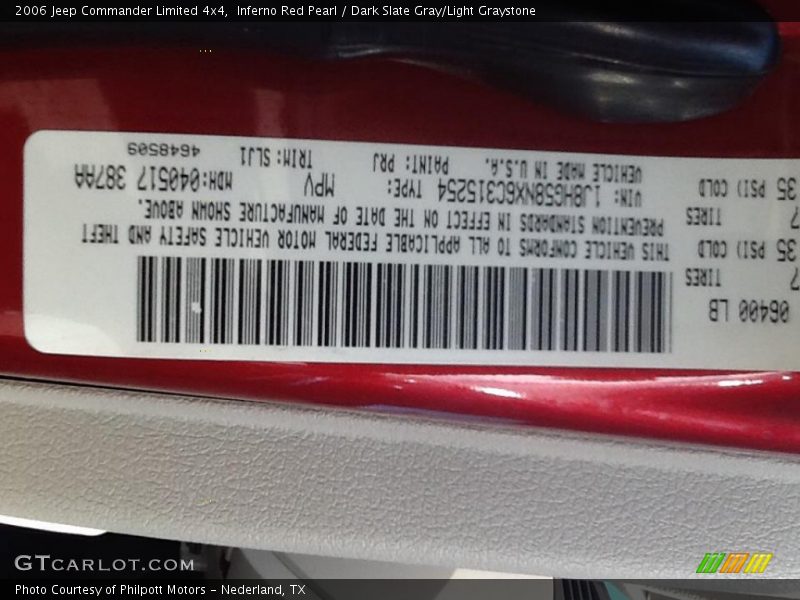 2006 Jeep Commander Limited 4x4,  Inferno Red Pearl / Dark Slate Gray/Light Graystone
06400 LB
TIRES
35 PSI) COLD
TIRES
35 PSI) COLD
THIS VEHICLE CONFORMS TO ALL APPLICABLE FEDERAL MOTOR VEHICLE SAFETY AND THEFT
PREVENTION STANDARDS IN EFFECT ON THE DATE OF MANUFACTURE SHOWN ABOVE.
VIN: 1J8HG58NX6C315254 TYPE: MPV MDH:040517 387AA
VEHICLE MADE IN U.S.A. PAINT: PRJ TRIM: SLJ1 4648509
GTCARLOT.COM
Photo Courtesy of Philpott Motors - Nederland, TX